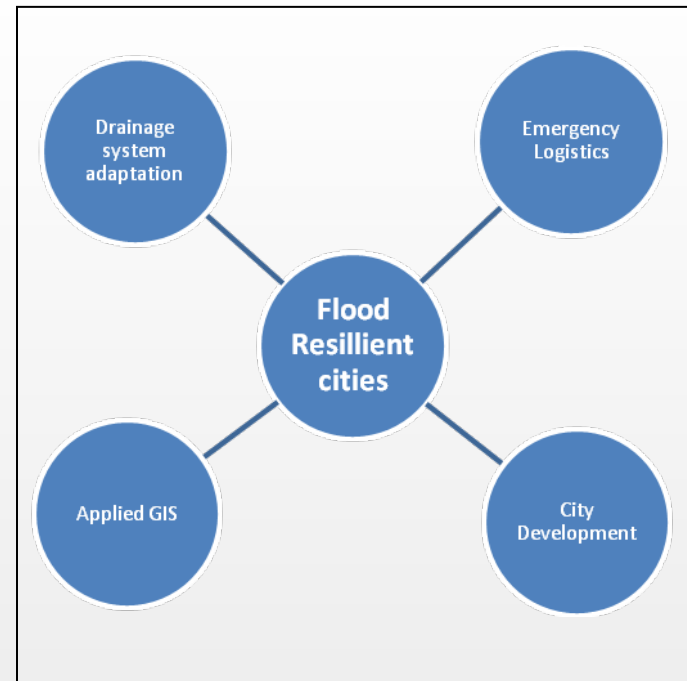 Drainage
system
adaptation
Emergency
Logistics
Flood
Resillient
cities
Applied GIS
City
Development